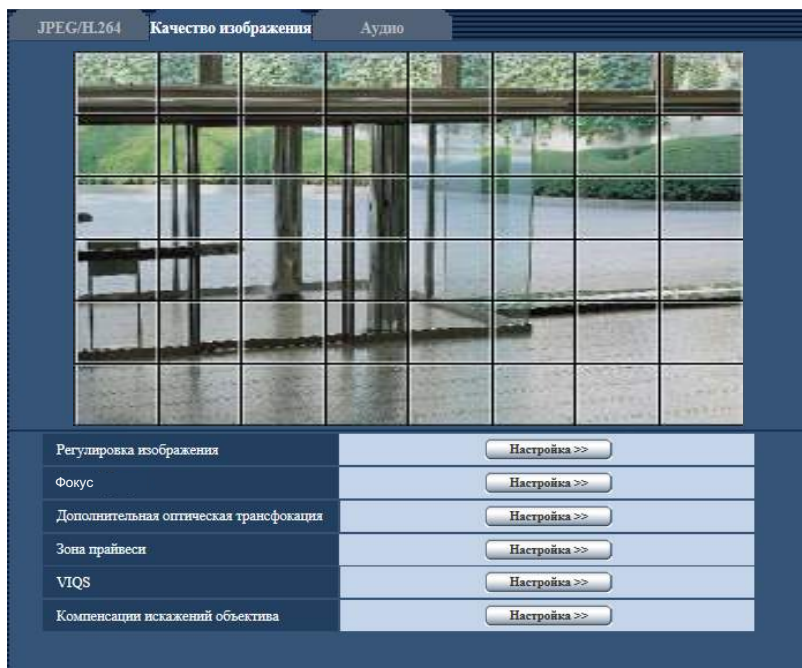 JPEG/H.264 Качество изображения Аудио
Регулировка изображения Настройка >>
Фокус Настройка >>
Дополнительная оптическая трансфокация Настройка >>
Зона прайвеси Настройка >>
VIQS Настройка >>
Компенсации искажений объектива Настройка >>